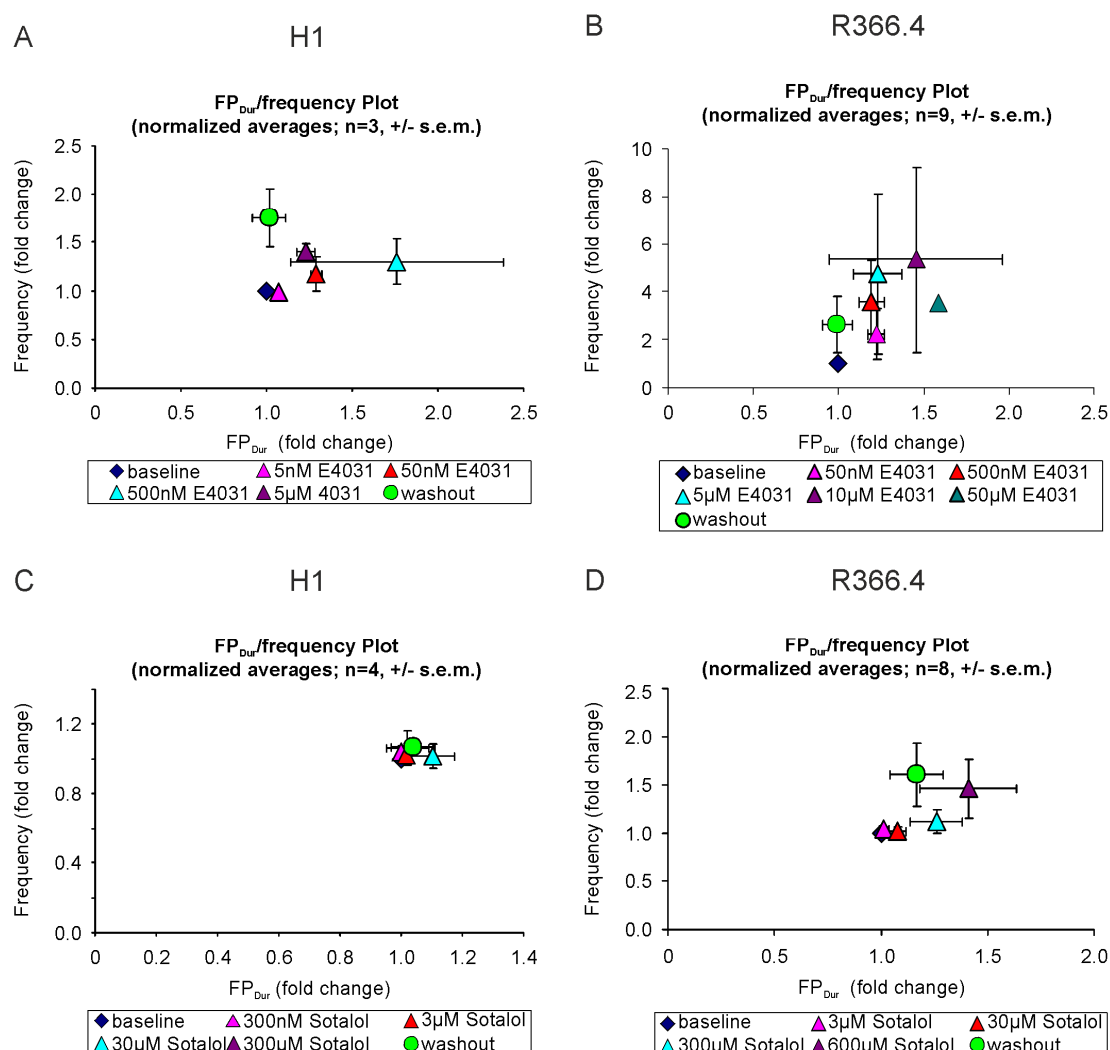 A
H1
FPDur/frequency Plot
(normalized averages; n=3, +/- s.e.m.)
Frequency (fold change)
2.5
2.0
1.5
1.0
0.5
0.0
0 0.5 1.0 1.5 2.0 2.5
FPDur (fold change)
baseline 5nM E4031 50nM E4031
500nM E4031 5µM 4031 washout
B
R366.4
FPDur/frequency Plot
(normalized averages; n=9, +/- s.e.m.)
Frequency (fold change)
10
8
6
4
2
0
0 0.5 1.0 1.5 2.0 2.5
FPDur (fold change)
baseline 50nM E4031 500nM E4031
5µM E4031 10µM E4031 50µM E4031
washout
C
H1
FPDur/frequency Plot
(normalized averages; n=4, +/- s.e.m.)
Frequency (fold change)
1.2
0.8
0.4
0.0
0 0.2 0.4 0.6 0.8 1.0 1.2 1.4
FPDur (fold change)
baseline 300nM Sotalol 3µM Sotalol
30µM Sotalol 300µM Sotalol washout
D
R366.4
FPDur/frequency Plot
(normalized averages; n=8, +/- s.e.m.)
Frequency (fold change)
2.5
2.0
1.5
1.0
0.5
0.0
0 0.5 1.0 1.5 2.0
FPDur (fold change)
baseline 3µM Sotalol 30µM Sotalol
300µM Sotalol 600µM Sotalol washout